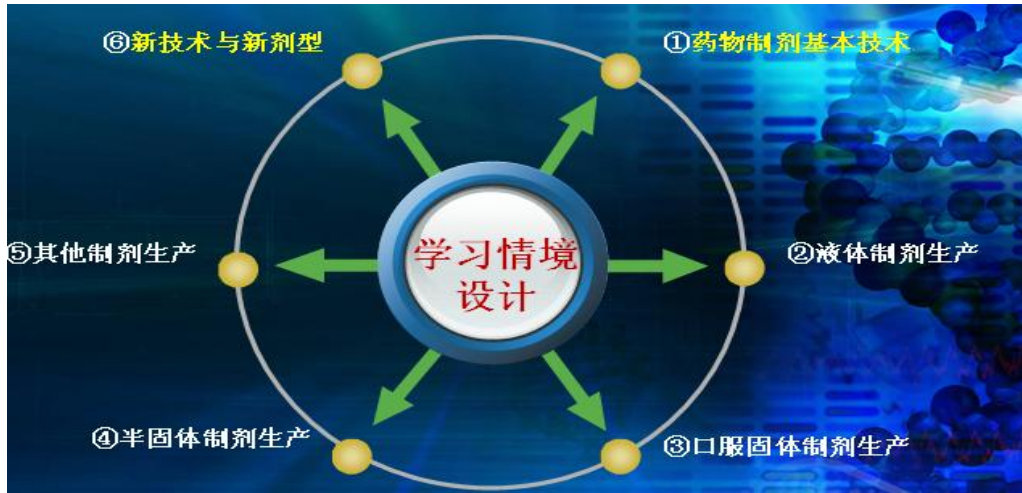 ⑥新技术与新剂型
①药物制剂基本技术
⑤其他制剂生产
学习情境
设计
②液体制剂生产
④半固体制剂生产
③口服固体制剂生产